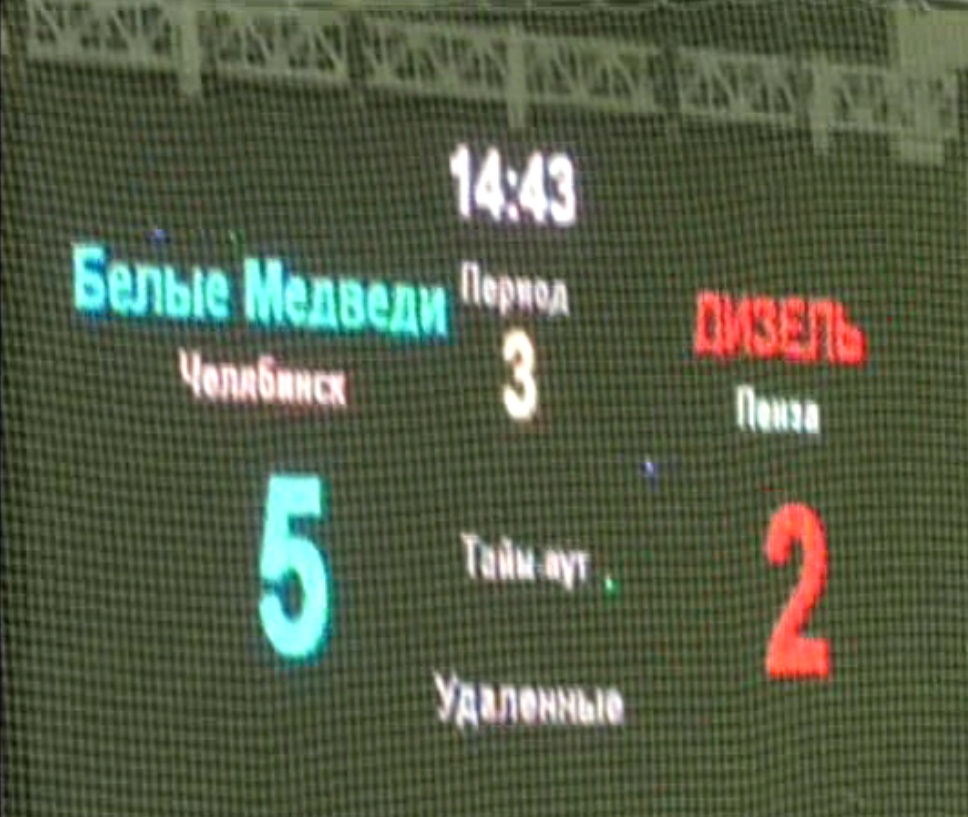 14:43
Белые Медведи
Период
ДИЗЕЛЬ
Челябинск
3
Пенза
5
Тайм-аут
2
Удаленные